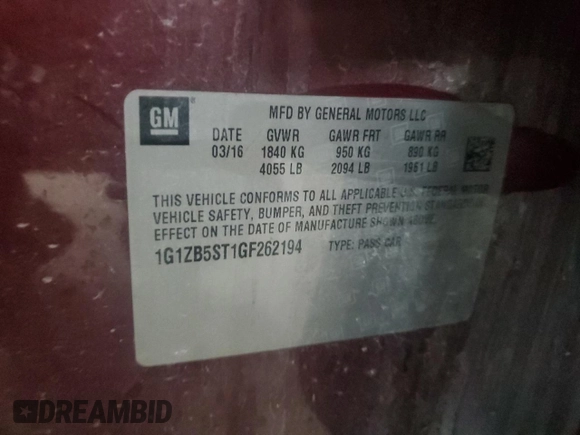 GM
MFD BY GENERAL MOTORS LLC
DATE GVWR GAWR FRT GAWR RR
03/16 1840 KG 950 KG 890 KG
4055 LB 2094 LB 1961 LB
THIS VEHICLE CONFORMS TO ALL APPLICABLE U.S. FEDERAL MOTOR
VEHICLE SAFETY, BUMPER, AND THEFT PREVENTION STANDARDS IN
EFFECT ON THE DATE OF MANUFACTURE SHOWN ABOVE.
1G1ZB5ST1GF262194 TYPE: PASS CAR
DREAMBID